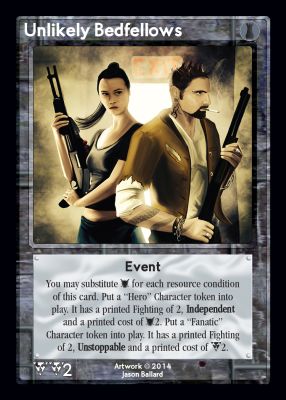 Unlikely Bedfellows
EXIT
Event
You may substitute for each resource condition
of this card. Put a “Hero” Character token into
play. It has a printed Fighting of 2, Independent
and a printed cost of 2. Put a “Fanatic”
Character token into play. It has a printed Fighting
of 2, Unstoppable and a printed cost of 2.
2
Artwork © 2014
Jason Ballard